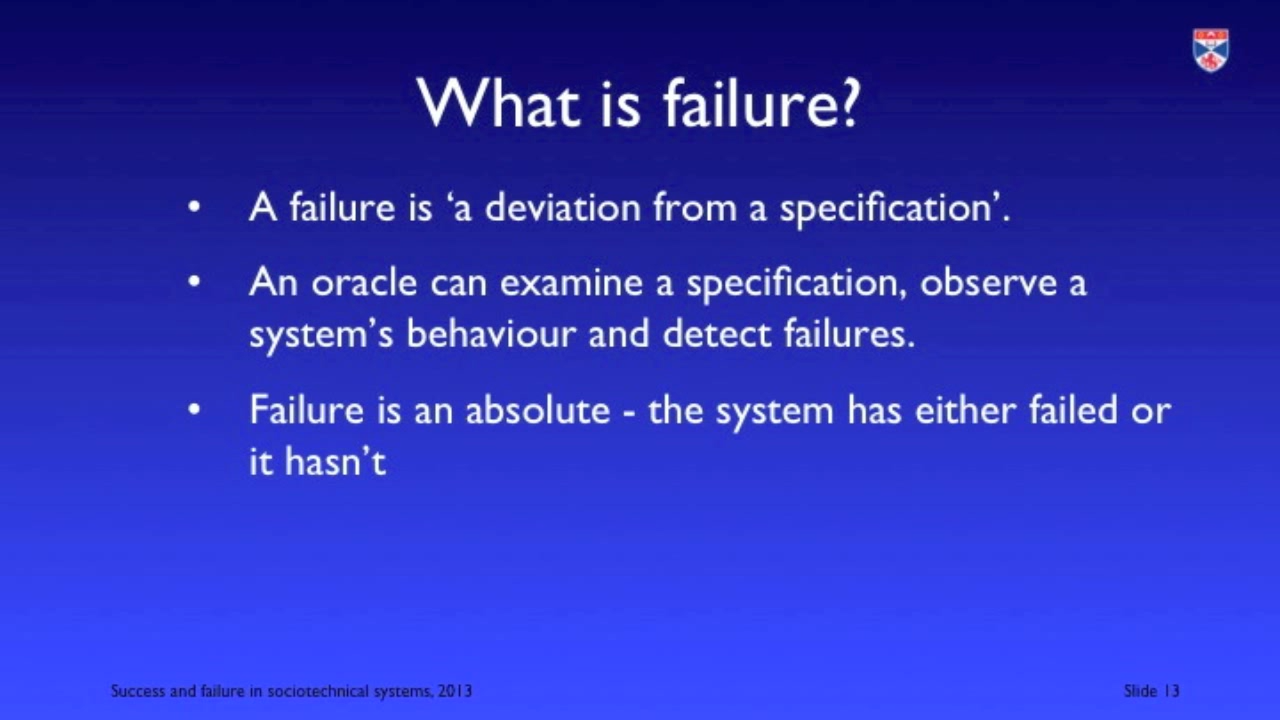 What is failure?
• A failure is ‘a deviation from a specification’.
• An oracle can examine a specification, observe a
system’s behaviour and detect failures.
• Failure is an absolute - the system has either failed or
it hasn’t
Success and failure in sociotechnical systems, 2013
Slide 13